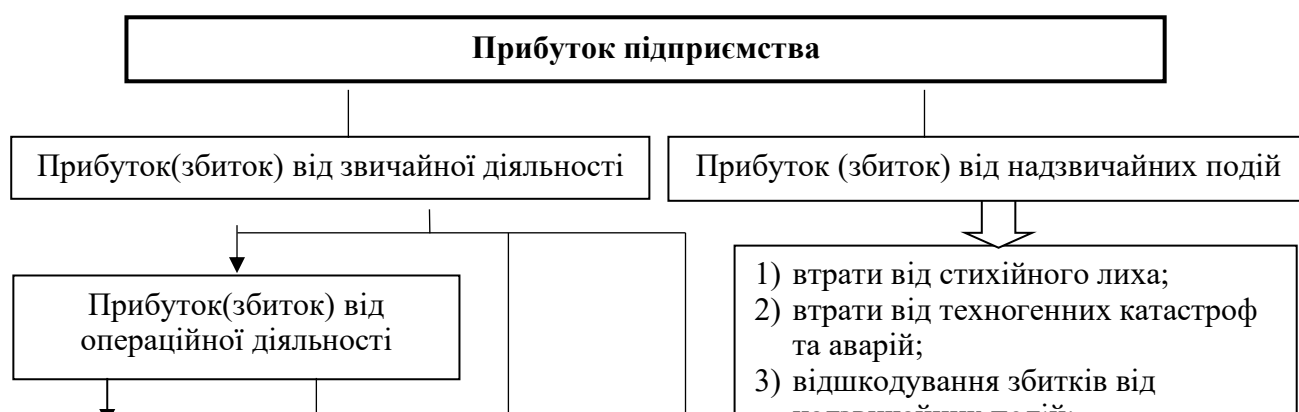 Прибуток підприємства
Прибуток(збиток) від звичайної діяльності
Прибуток (збиток) від надзвичайних подій
Прибуток(збиток) від
операційної діяльності
1) втрати від стихійного лиха;
2) втрати від техногенних катастроф
та аварій;
3) відшкодування збитків від